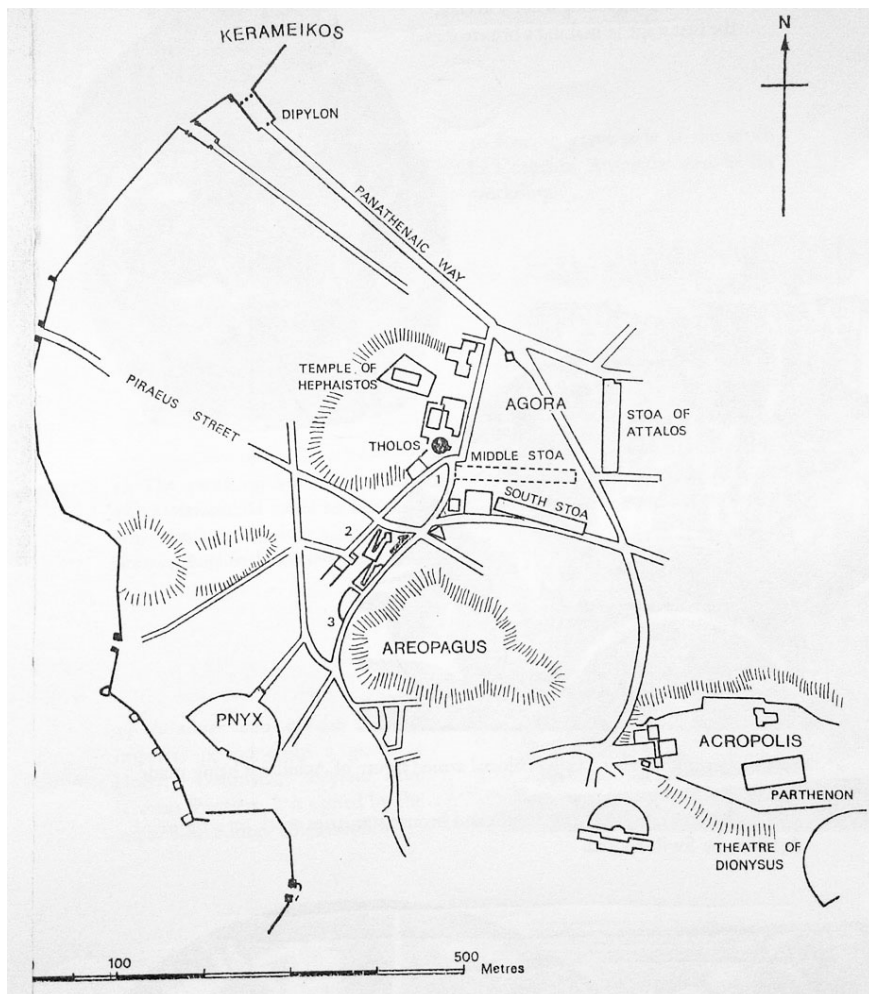 KERAMEIKOS
N
DIPYLON
PANATHENAIC WAY
TEMPLE OF
HEPHAISTOS
PIRAEUS STREET
AGORA
STOA OF
ATTALOS
THOLOS
MIDDLE STOA
1
SOUTH STOA
2
3
AREOPAGUS
PNYX
ACROPOLIS
PARTHENON
THEATRE OF
DIONYSUS
100
500
Metres